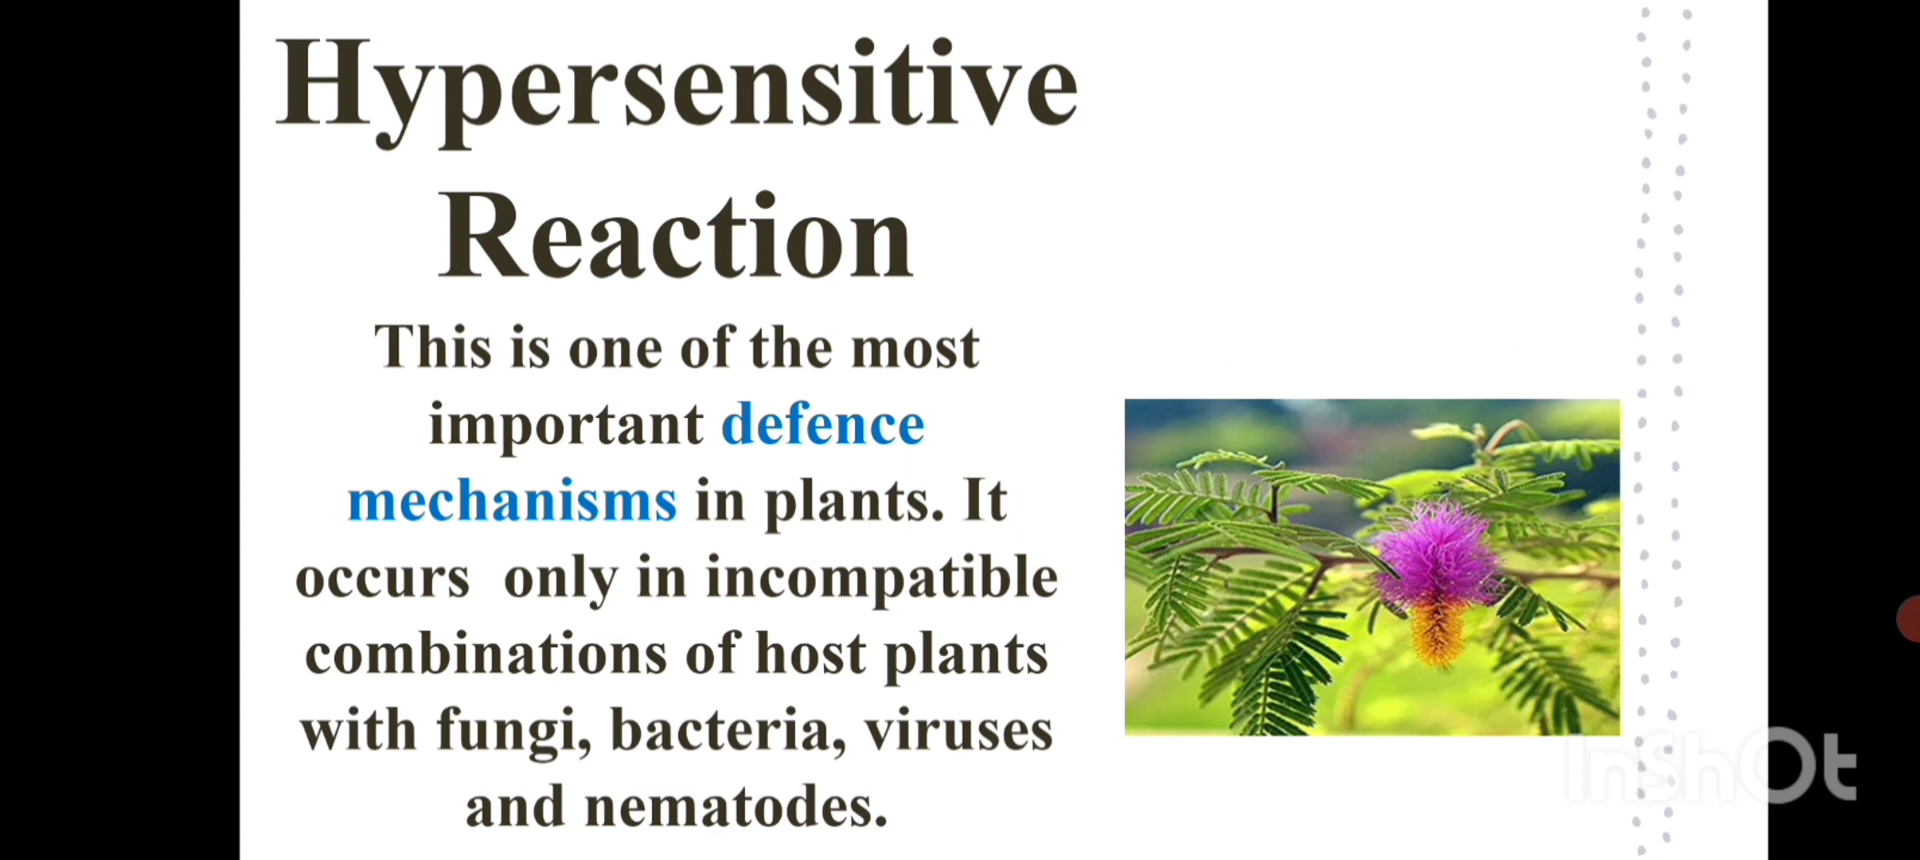 Hypersensitive
Reaction
This is one of the most
important defence
mechanisms in plants. It
occurs only in incompatible
combinations of host plants
with fungi, bacteria, viruses
and nematodes.
InShOt